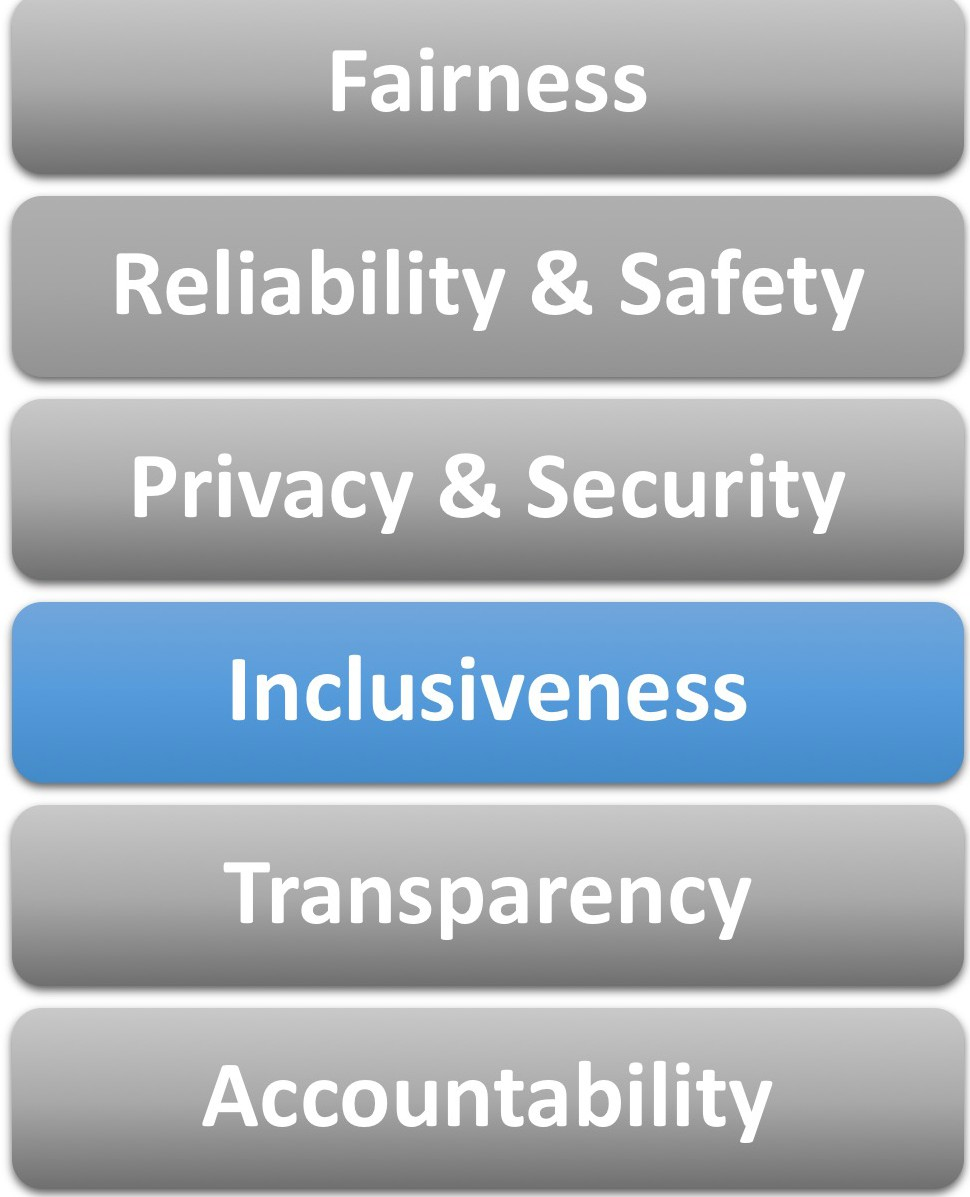 Fairness
Reliability & Safety
Privacy & Security
Inclusiveness
Transparency
Accountability